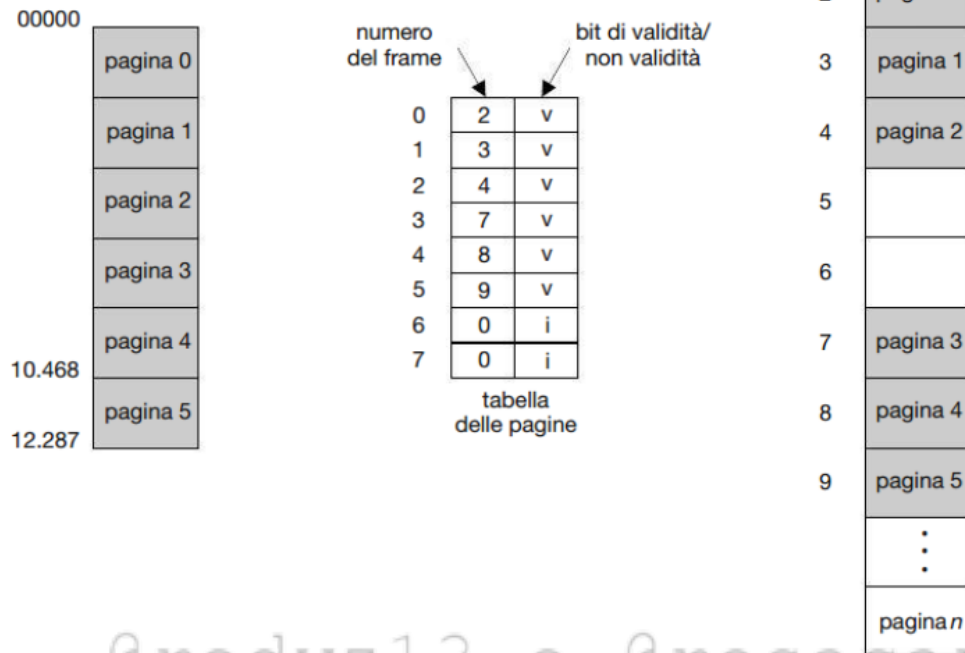 00000
pagina 0
pagina 1
pagina 2
pagina 3
pagina 4
10.468
pagina 5
12.287
numero
del frame
bit di validità/
non validità
0 2 v
1 3 v
2 4 v
3 7 v
4 8 v
5 9 v
6 0 i
7 0 i
tabella
delle pagine
3 pagina 1
4 pagina 2
5
6
7 pagina 3
8 pagina 4
9 pagina 5
pagina n